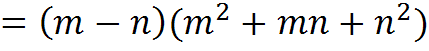 = (m − n)(m² + mn + n²)